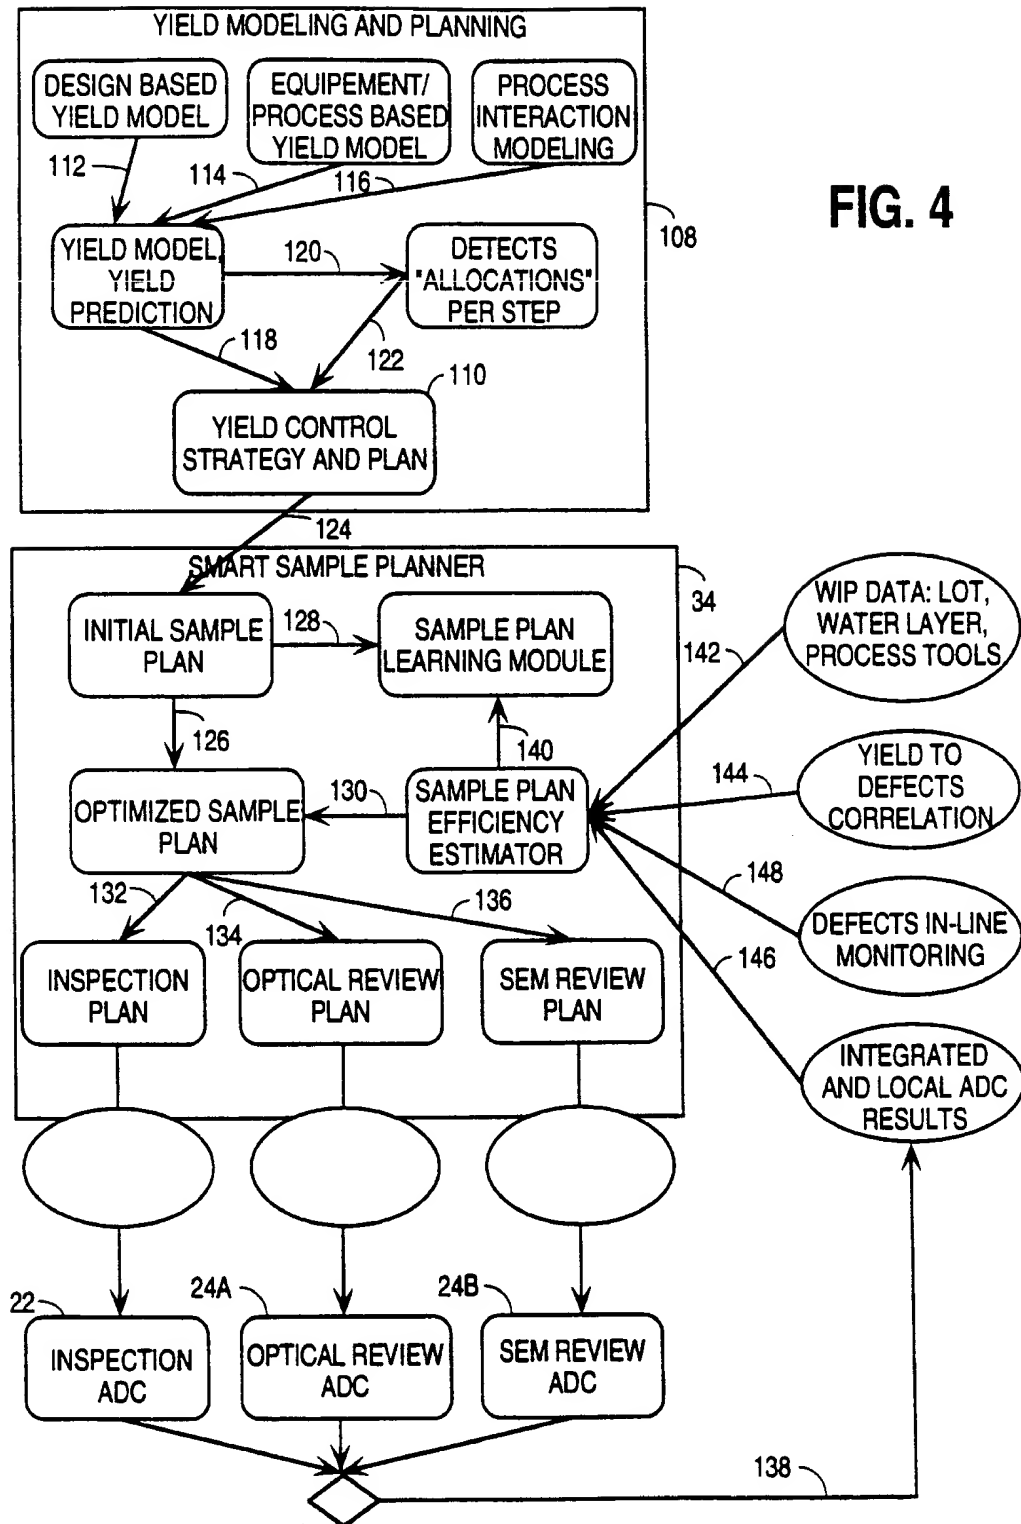 YIELD MODELING AND PLANNING
DESIGN BASED
YIELD MODEL
EQUIPEMENT/
PROCESS BASED
YIELD MODEL
PROCESS
INTERACTION
MODELING
112
114
116
108
FIG. 4
YIELD MODEL,
YIELD
PREDICTION
120
DETECTS
"ALLOCATIONS"
PER STEP
118
122
110
YIELD CONTROL
STRATEGY AND PLAN
124
SMART SAMPLE PLANNER
34
INITIAL SAMPLE
PLAN
128
SAMPLE PLAN
LEARNING MODULE
142
WIP DATA: LOT,
WATER LAYER,
PROCESS TOOLS
126
140
OPTIMIZED SAMPLE
PLAN
130
SAMPLE PLAN
EFFICIENCY
ESTIMATOR
144
YIELD TO
DEFECTS
CORRELATION
132
134
136
148
DEFECTS IN-LINE
MONITORING
146
INSPECTION
PLAN
OPTICAL REVIEW
PLAN
SEM REVIEW
PLAN
INTEGRATED
AND LOCAL ADC
RESULTS
22
24A
24B
INSPECTION
ADC
OPTICAL REVIEW
ADC
SEM REVIEW
ADC
138